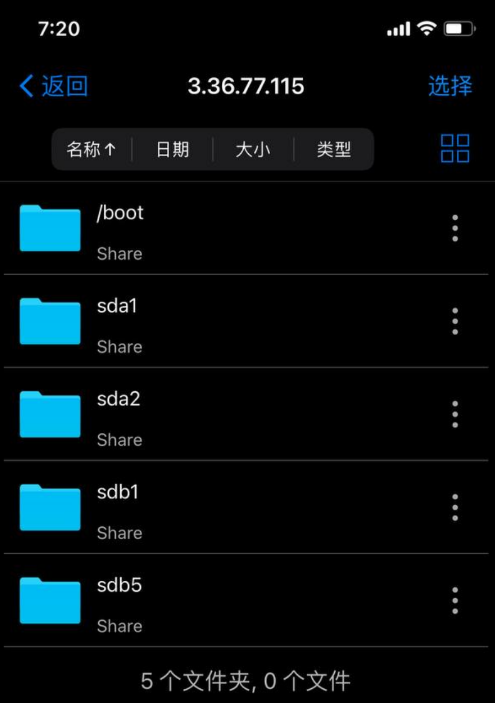 7:20
返回
3.36.77.115
选择
名称↑ 日期 大小 类型
/boot
Share
sda1
Share
sda2
Share
sdb1
Share
sdb5
Share
5 个文件夹, 0 个文件